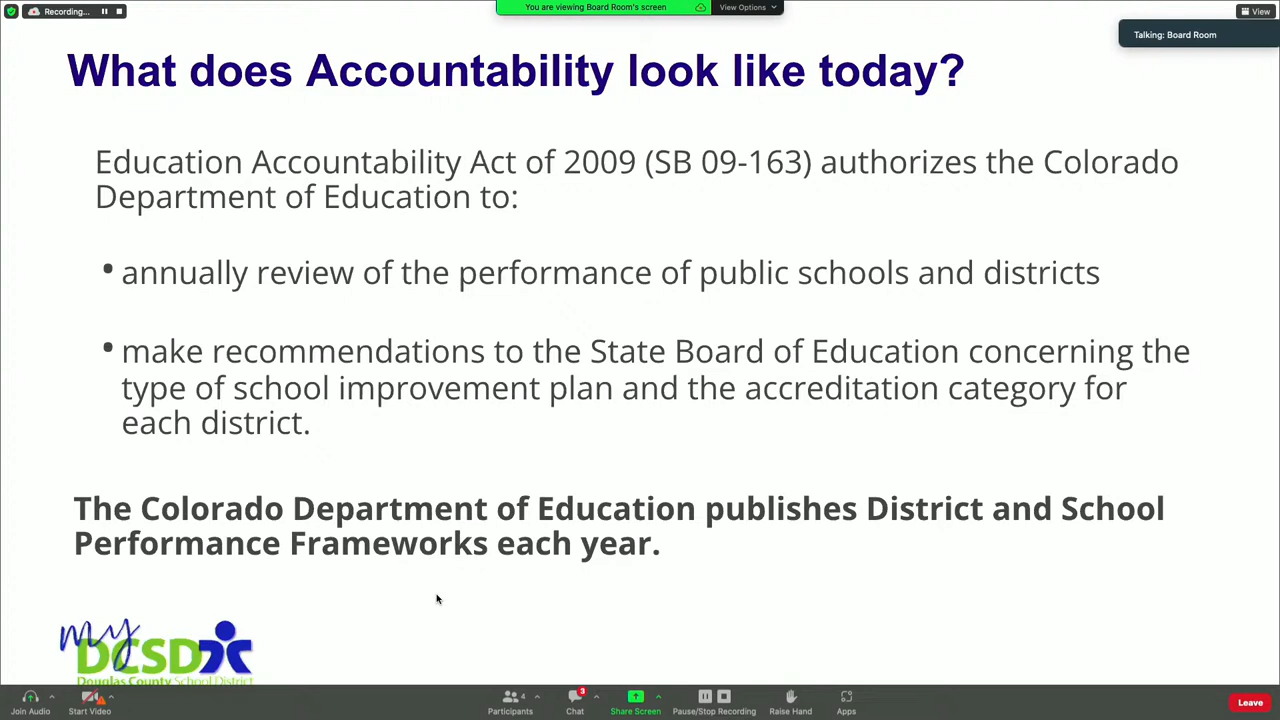 Recording...
You are viewing Board Room's screen
View Options
View
Talking: Board Room
What does Accountability look like today?
Education Accountability Act of 2009 (SB 09-163) authorizes the Colorado
Department of Education to:
• annually review of the performance of public schools and districts
• make recommendations to the State Board of Education concerning the
type of school improvement plan and the accreditation category for
each district.
The Colorado Department of Education publishes District and School
Performance Frameworks each year.
my
DCSD
Douglas County School District
4
3
Join Audio
Start Video
Participants
Chat
Share Screen
Pause/Stop Recording
Raise Hand
Apps
Leave